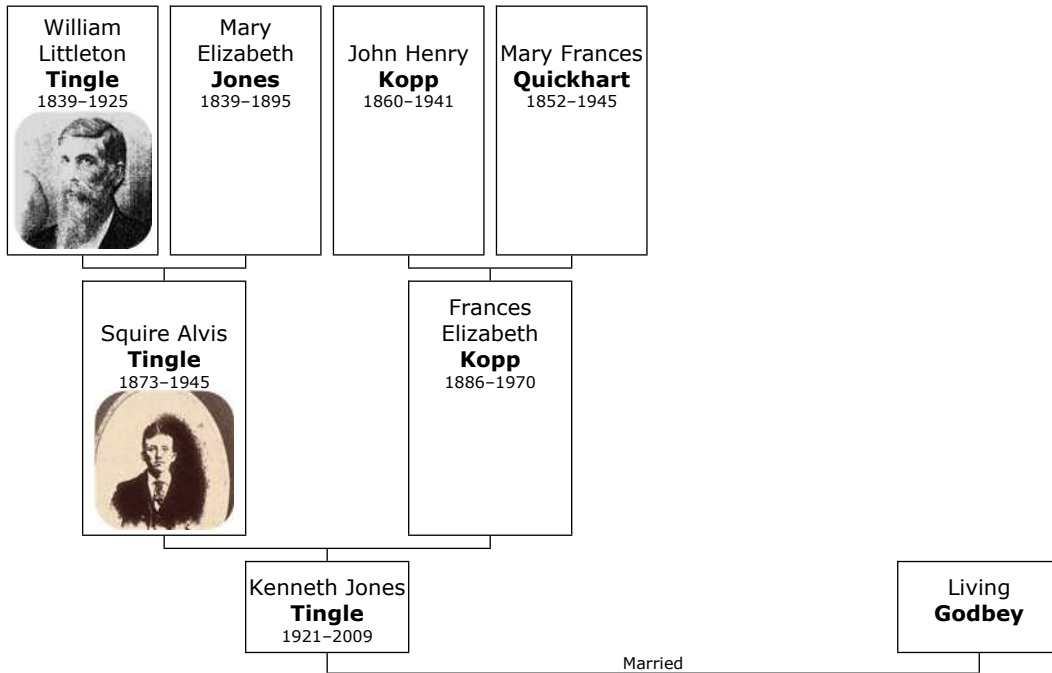 William
Littleton
Tingle
1839–1925
Mary
Elizabeth
Jones
1839–1895
John Henry
Kopp
1860–1941
Mary Frances
Quickhart
1852–1945
Squire Alvis
Tingle
1873–1945
Frances
Elizabeth
Kopp
1886–1970
Kenneth Jones
Tingle
1921–2009
Living
Godbey
Married